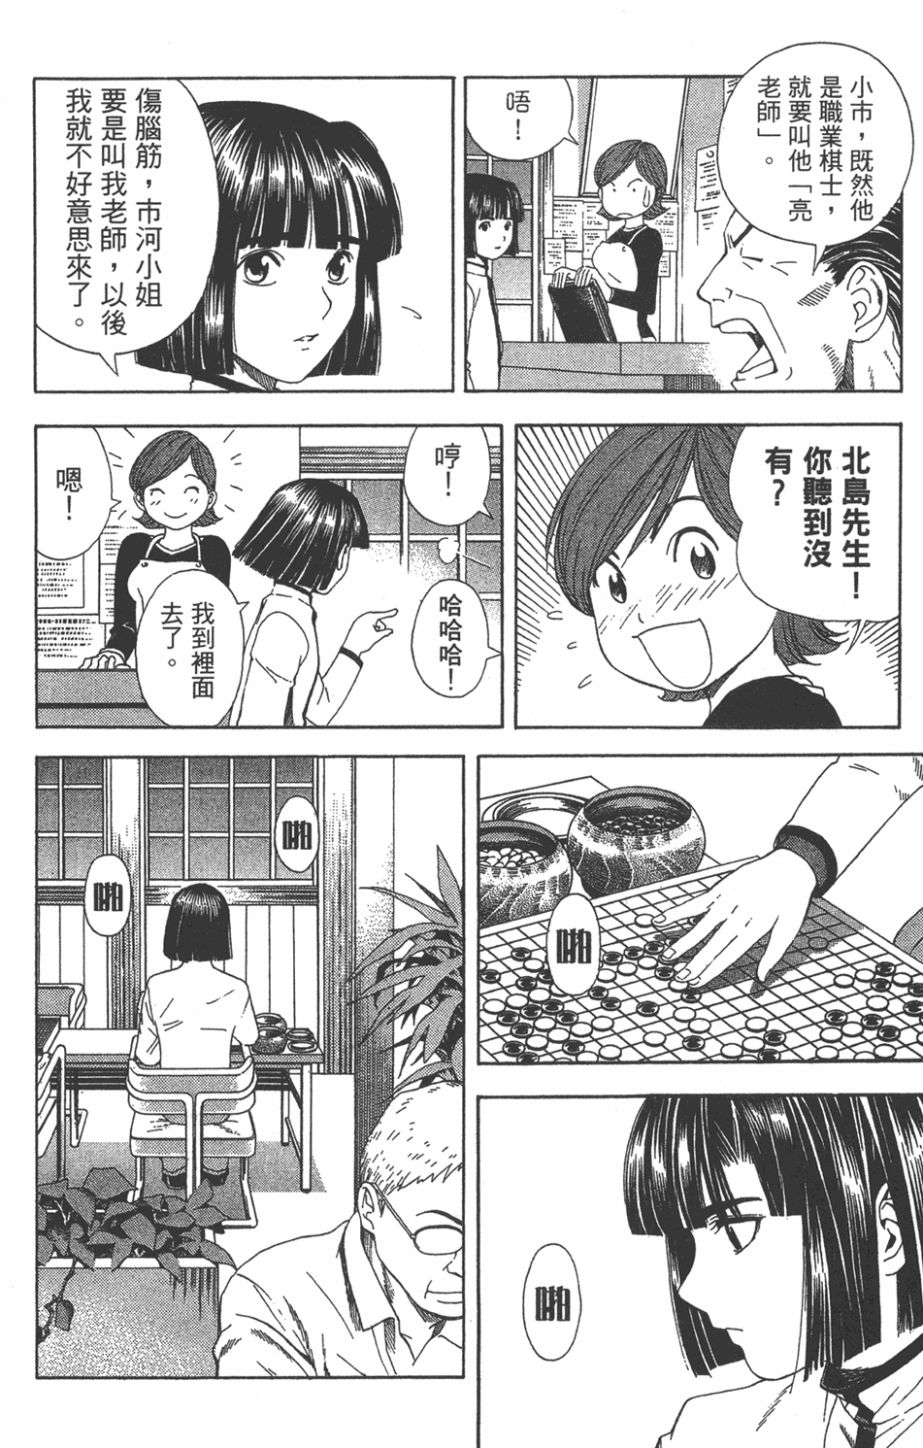 小市，既然他
是職業棋士，
就要叫他「亮
老師」。
唔！
傷腦筋，市河小姐
要是叫我老師，以後
我就不好意思來了。
北島先生！
你聽到沒
有？
哼！
哈哈哈！
嗯！
我到裡面
去了。
啪
啪
啪
啪